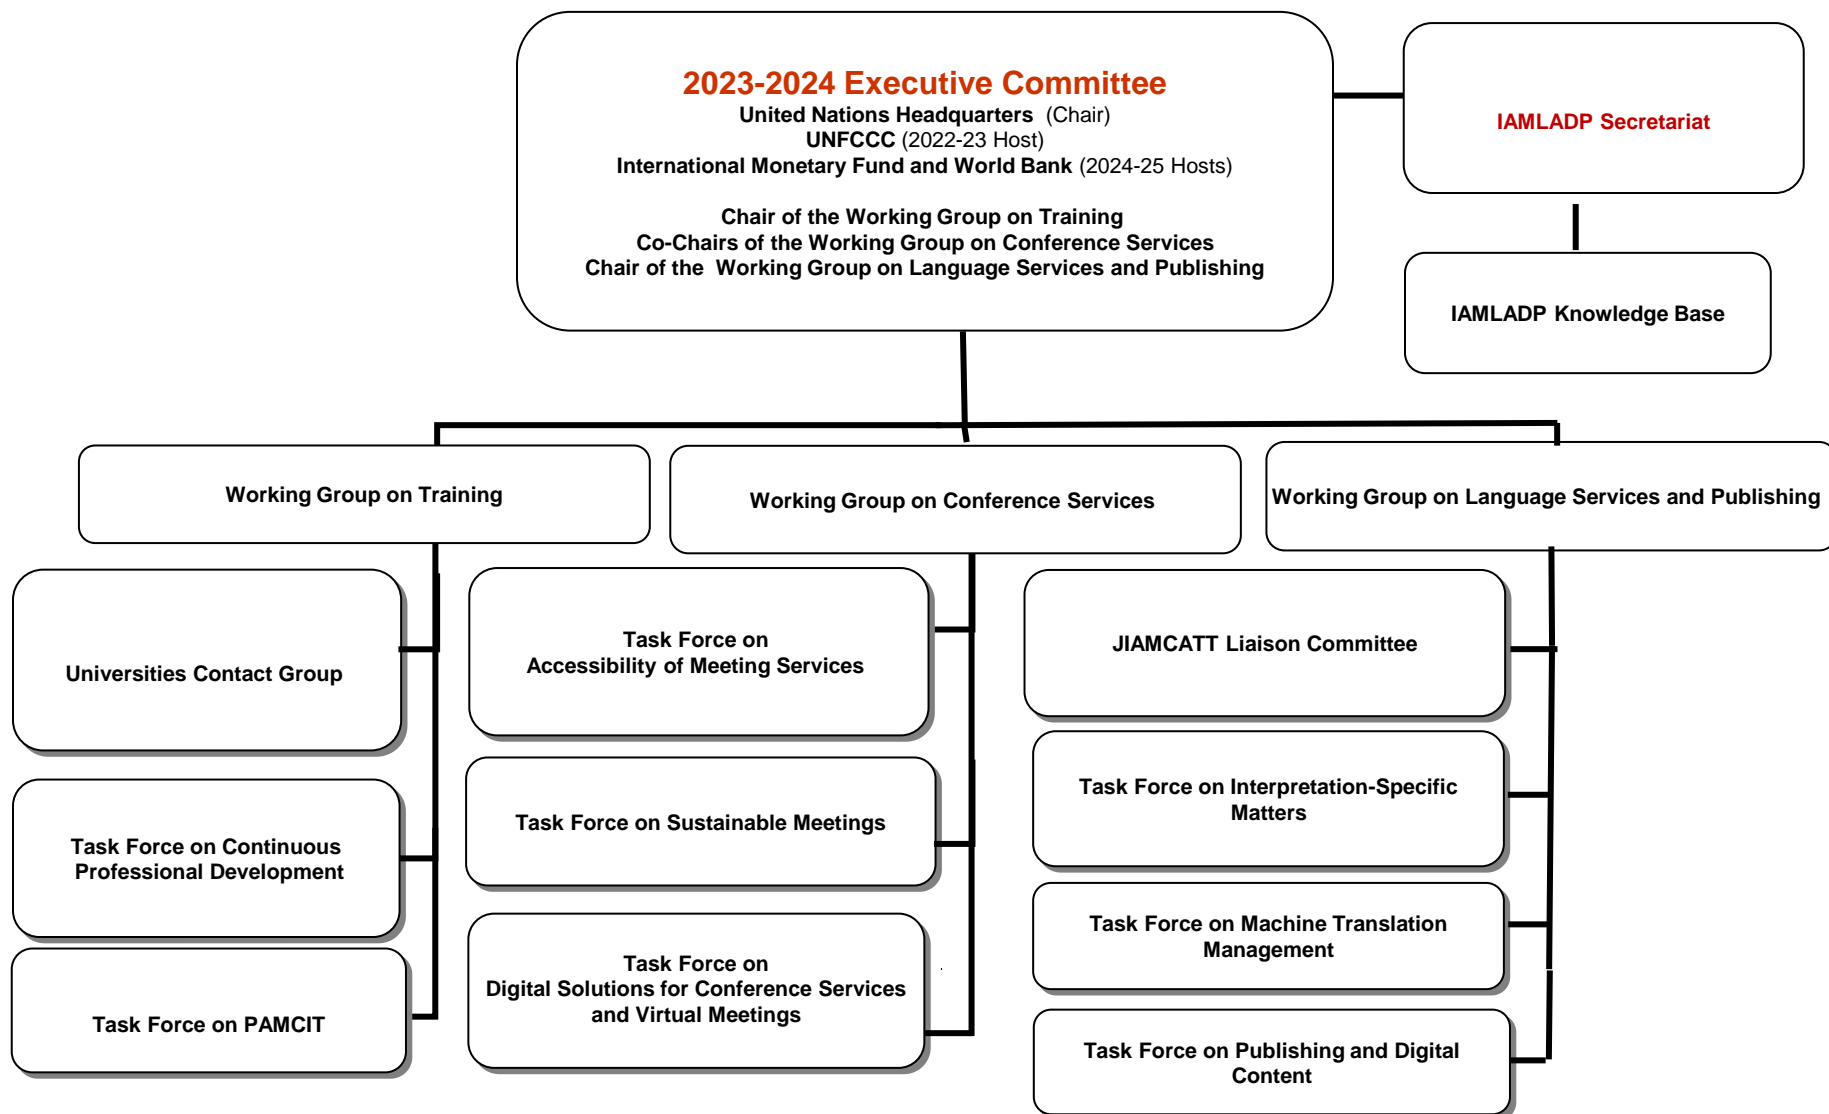 2023-2024 Executive Committee
United Nations Headquarters (Chair)
UNFCCC (2022-23 Host)
International Monetary Fund and World Bank (2024-25 Hosts)
Chair of the Working Group on Training
Co-Chairs of the Working Group on Conference Services
Chair of the Working Group on Language Services and Publishing
IAMLADP Secretariat
IAMLADP Knowledge Base
Working Group on Training
Working Group on Conference Services
Working Group on Language Services and Publishing
Universities Contact Group
Task Force on Continuous
Professional Development
Task Force on PAMCIT
Task Force on
Accessibility of Meeting Services
Task Force on Sustainable Meetings
Task Force on
Digital Solutions for Conference Services
and Virtual Meetings
JIAMCATT Liaison Committee
Task Force on Interpretation-Specific
Matters
Task Force on Machine Translation
Management
Task Force on Publishing and Digital
Content